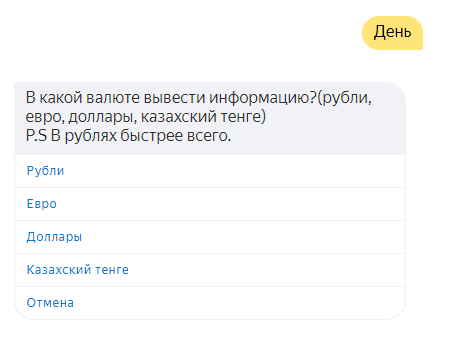 День
В какой валюте вывести информацию?(рубли,
евро, доллары, казахский тенге)
P.S В рублях быстрее всего.
Рубли
Евро
Доллары
Казахский тенге
Отмена